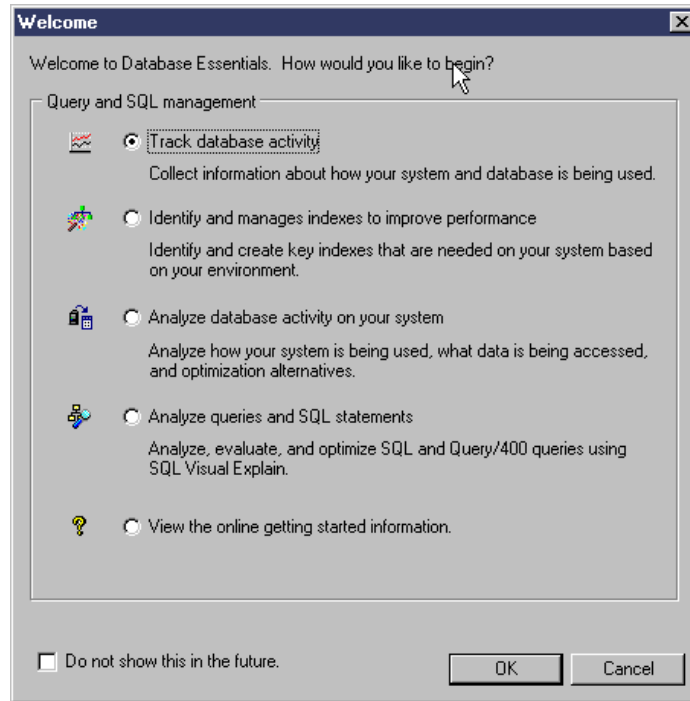 Welcome
Welcome to Database Essentials. How would you like to begin?
Query and SQL management
Track database activity
Collect information about how your system and database is being used.
Identify and manages indexes to improve performance
Identify and create key indexes that are needed on your system based
on your environment.
Analyze database activity on your system
Analyze how your system is being used, what data is being accessed,
and optimization alternatives.
Analyze queries and SQL statements
Analyze, evaluate, and optimize SQL and Query/400 queries using
SQL Visual Explain.
View the online getting started information.
Do not show this in the future.
OK
Cancel